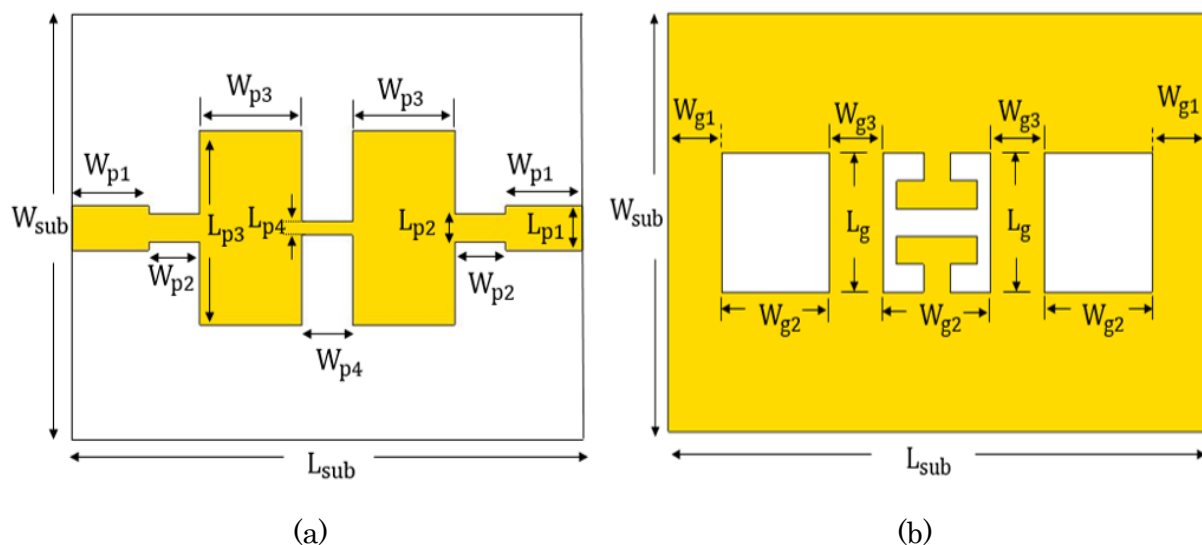 Wp3
Wp3
Wp1
Wp1
Wsub
Lp3
Lp4
Lp2
Lp1
Wp2
Wp2
Wp4
Lsub
(a)
Wg1
Wg3
Wg3
Wg1
Wsub
Lg
Lg
Wg2
Wg2
Wg2
Lsub
(b)